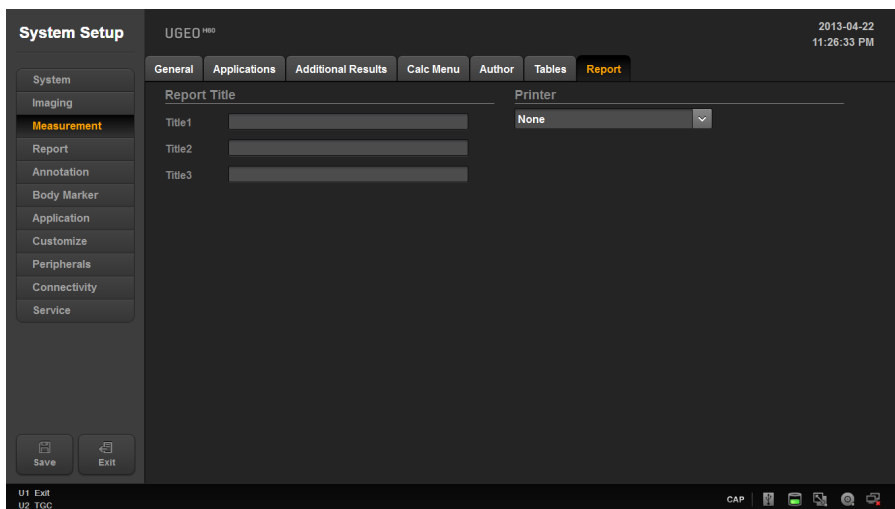 System Setup
UGEO H60
2013-04-22
11:26:33 PM
General Applications Additional Results Calc Menu Author Tables Report
System
Imaging
Measurement
Report
Annotation
Body Marker
Application
Customize
Peripherals
Connectivity
Service
Report Title
Title1
Title2
Title3
Printer
None
Save Exit
U1 Exit
U2 TGC
CAP